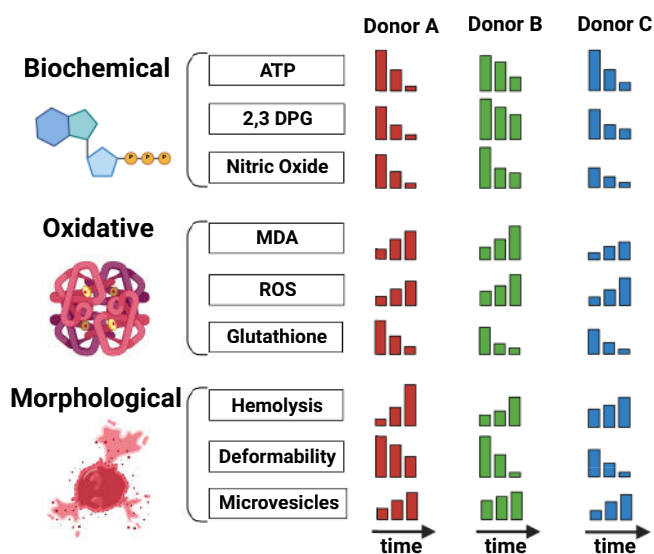 Donor A Donor B Donor C
Biochemical
ATP
2,3 DPG
P P P
Nitric Oxide
Oxidative
MDA
ROS
Glutathione
Morphological
Hemolysis
Deformability
Microvesicles
time time time